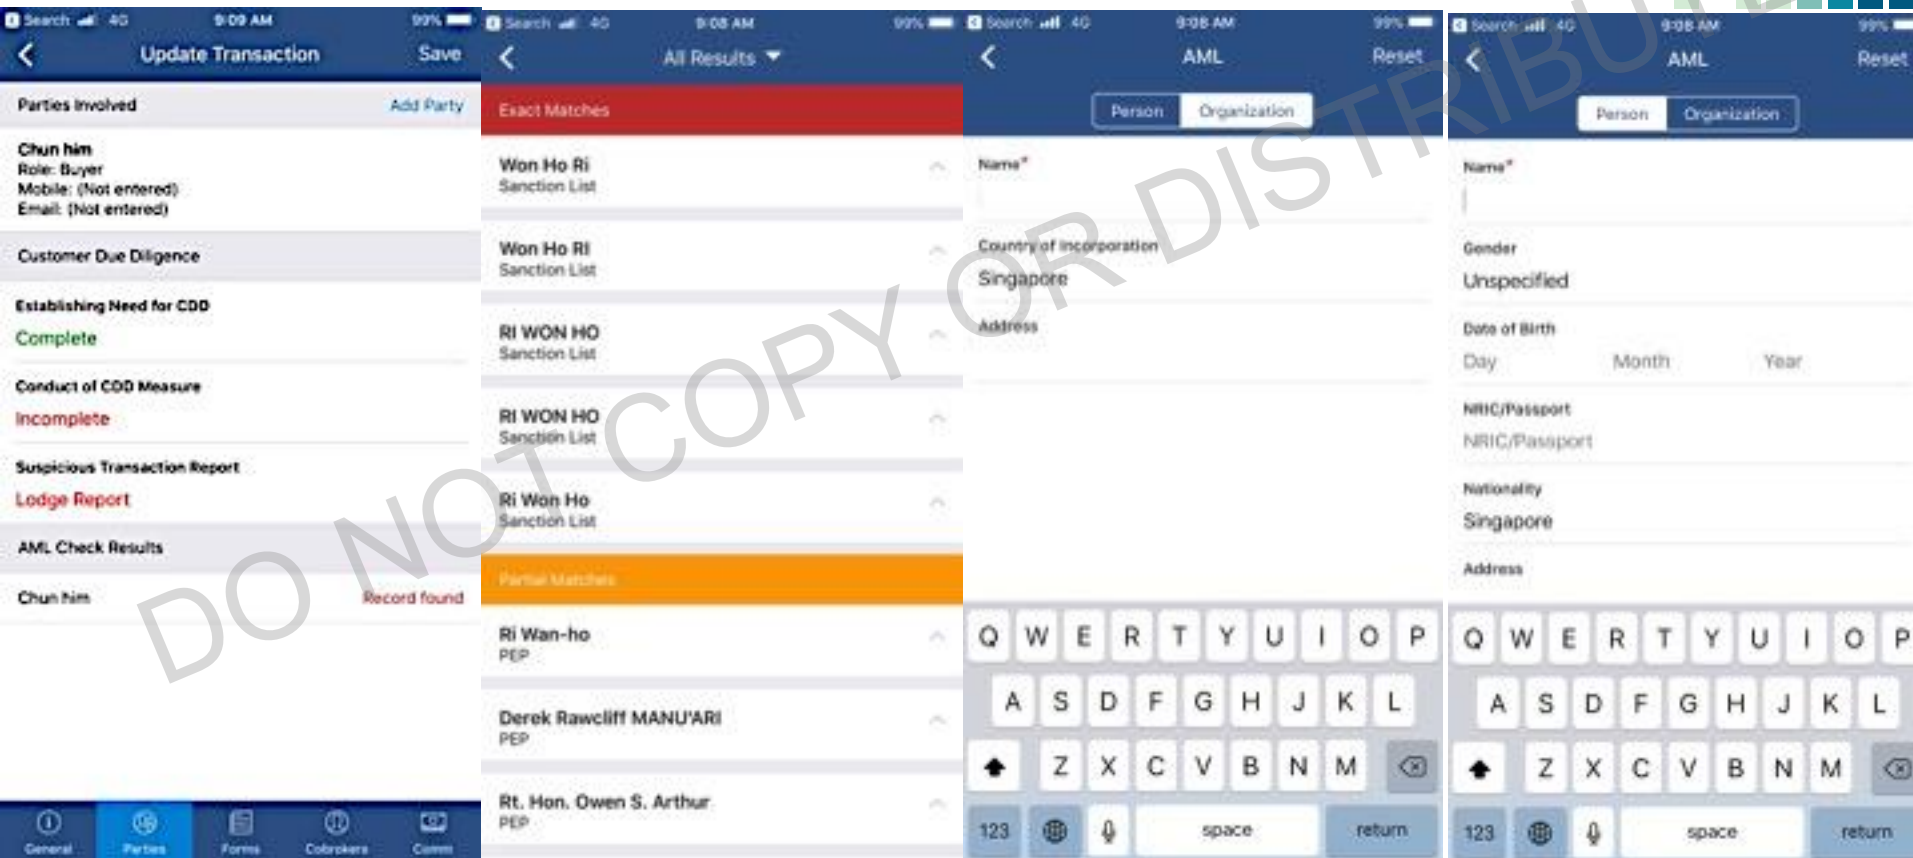 Search 4G 9:09 AM 99%
Update Transaction Save
Parties Involved Add Party
Chun him
Role: Buyer
Mobile: (Not entered)
Email: (Not entered)
Customer Due Diligence
Establishing Need for CDD
Complete
Conduct of CDD Measure
Incomplete
Suspicious Transaction Report
Lodge Report
AML Check Results
Chun him Record found
General Parties Forms Cobrokers Comm
Search 4G 9:08 AM 99%
All Results
Exact Matches
Won Ho Ri
Sanction List
Won Ho RI
Sanction List
RI WON HO
Sanction List
RI WON HO
Sanction List
Ri Won Ho
Sanction List
Partial Matches
Ri Wan-ho
PEP
Derek Rawcliff MANU'ARI
PEP
Rt. Hon. Owen S. Arthur
PEP
Search 4G 9:08 AM 99%
AML Reset
Person Organization
Name*
Country of Incorporation
Singapore
Address
Q W E R T Y U I O P
A S D F G H J K L
Z X C V B N M
123 space return
Search 4G 9:08 AM 99%
AML Reset
Person Organization
Name*
Gender
Unspecified
Date of Birth
Day Month Year
NRIC/Passport
NRIC/Passport
Nationality
Singapore
Address
Q W E R T Y U I O P
A S D F G H J K L
Z X C V B N M
123 space return
DO NOT COPY OR DISTRIBUTE